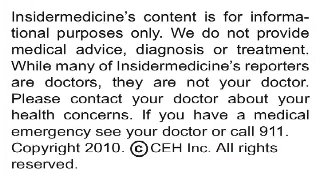 Insidermedicine's content is for informa-
tional purposes only. We do not provide
medical advice, diagnosis or treatment.
While many of Insidermedicine's reporters
are doctors, they are not your doctor.
Please contact your doctor about your
health concerns. If you have a medical
emergency see your doctor or call 911.
Copyright 2010. ©CEH Inc. All rights
reserved.